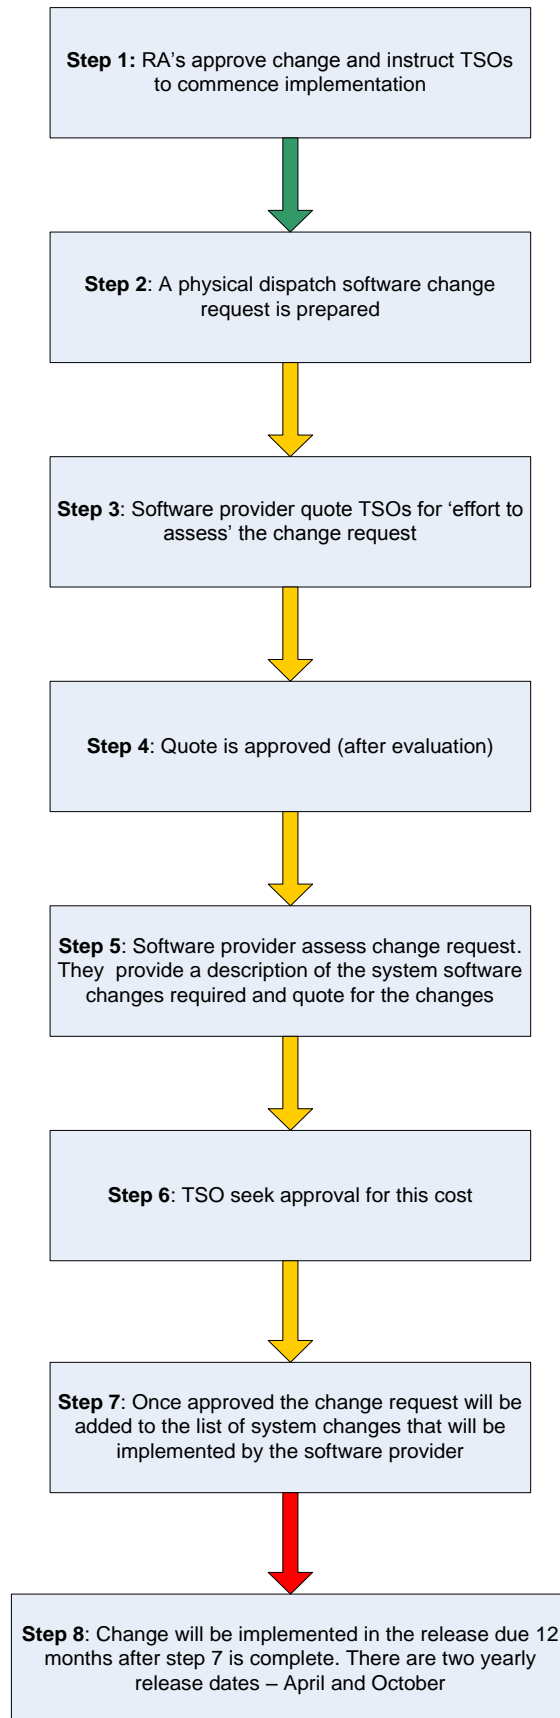 Step 1: RA’s approve change and instruct TSOs
to commence implementation
Step 2: A physical dispatch software change
request is prepared
Step 3: Software provider quote TSOs for ‘effort to
assess’ the change request
Step 4: Quote is approved (after evaluation)
Step 5: Software provider assess change request.
They  provide a description of the system software
changes required and quote for the changes
Step 6: TSO seek approval for this cost
Step 7: Once approved the change request will be
added to the list of system changes that will be
implemented by the software provider
Step 8: Change will be implemented in the release due 12
months after step 7 is complete. There are two yearly
release dates – April and October